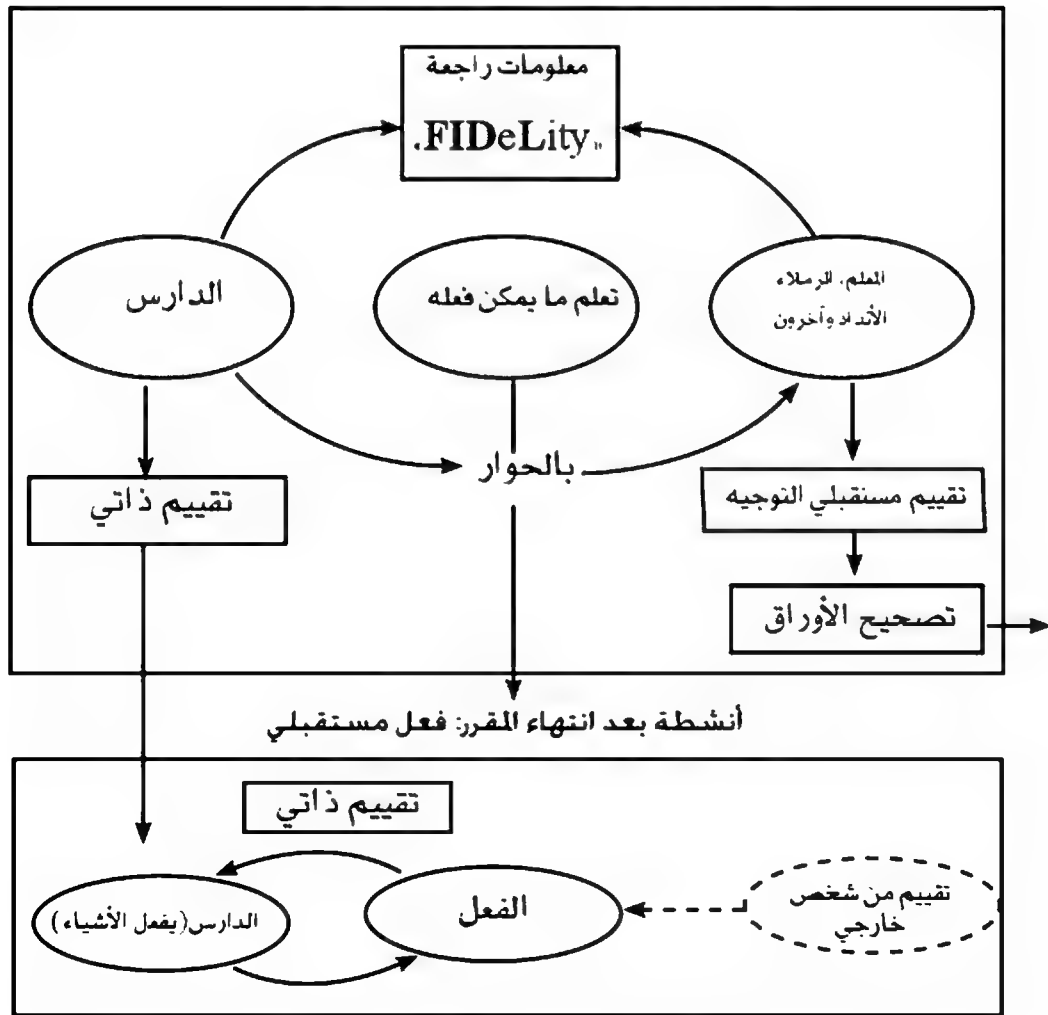 معلومات راجعة
«FIDeLity.
الدارس
تعلم ما يمكن فعله
المعلم، الزملاء
الأنداد وآخرون
بالحوار
تقييم ذاتي
تقييم مستقبلي التوجيه
تصحيح الأوراق
أنشطة بعد انتهاء المقرر: فعل مستقبلي
تقييم ذاتي
الدارس (يفعل الأشياء)
الفعل
تقييم من شخص
خارجي